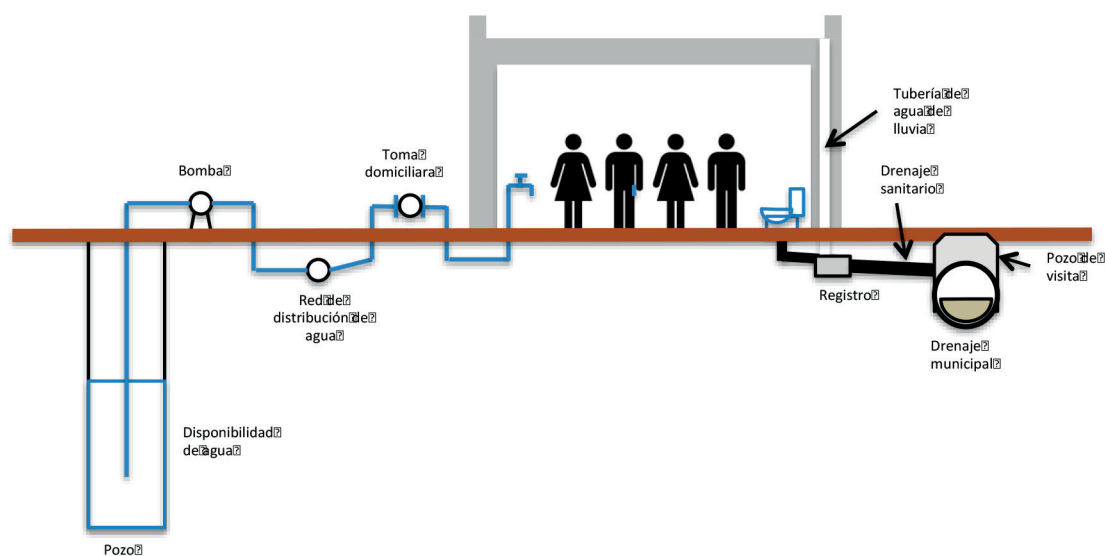 Tubería de
agua de
lluvia
Toma
domiciliara
Bomba
Drenaje
sanitario
Pozo de
visita
Registro
Red de
distribución de
agua
Drenaje
municipal
Disponibilidad
de agua
Pozo